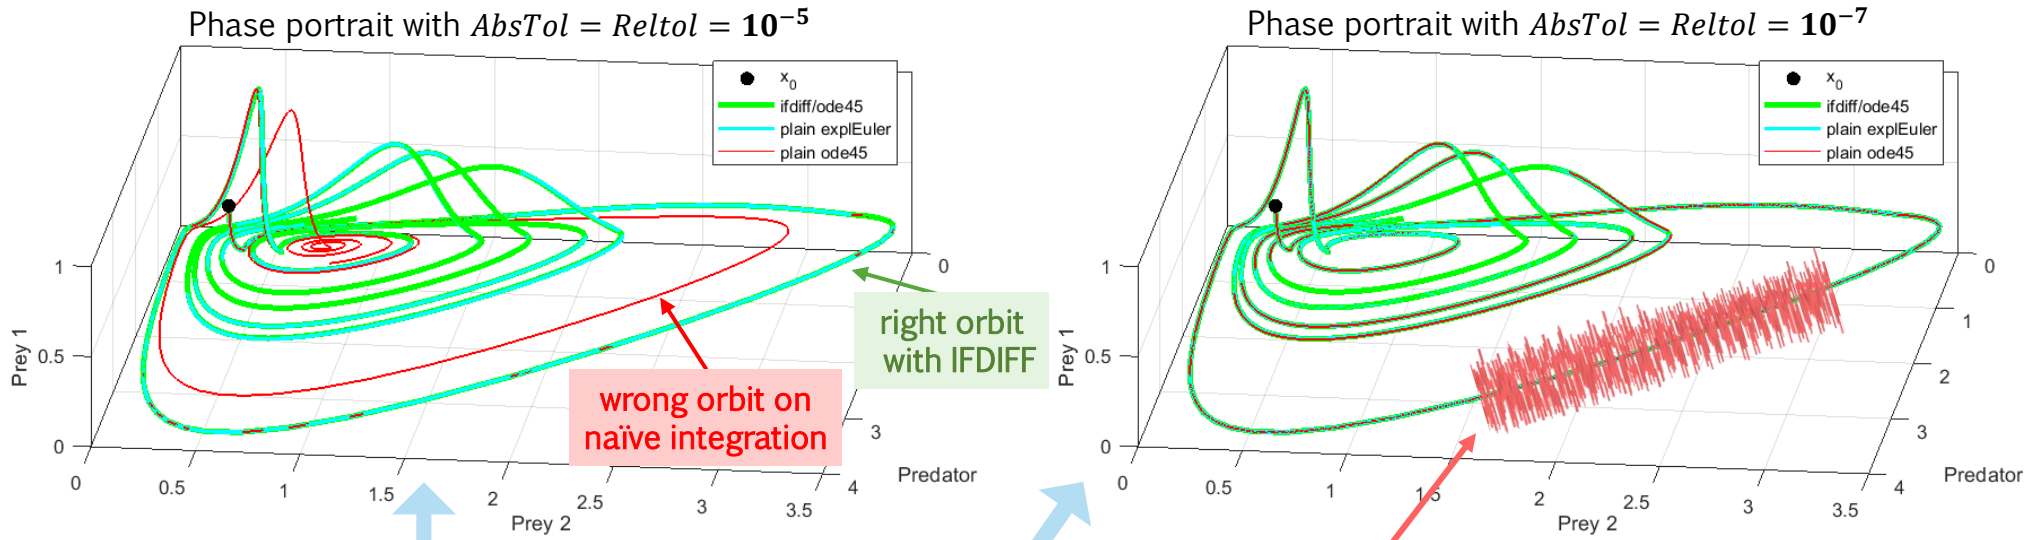 Phase portrait with AbsTol = Reltol = 10⁻⁵
x₀
ifdiff/ode45
plain explEuler
plain ode45
1
0.5
0
Prey 1
0
0.5
1
1.5
2
2.5
3
3.5
Prey 2
0
3
4
Predator
right orbit
with IFDIFF
wrong orbit on
naïve integration
Phase portrait with AbsTol = Reltol = 10⁻⁷
x₀
ifdiff/ode45
plain explEuler
plain ode45
1
0.5
0
Prey 1
0
0.5
1
1.5
2
2.5
3
3.5
Prey 2
0
1
2
3
4
Predator